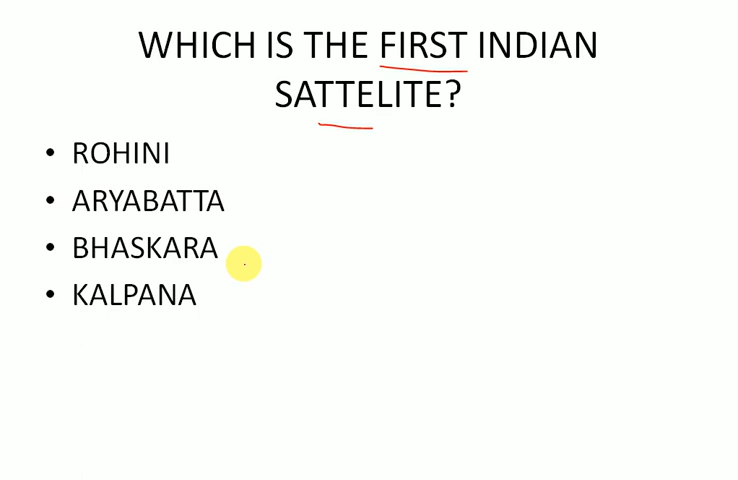 WHICH IS THE FIRST INDIAN
SATTELITE?
• ROHINI
• ARYABATTA
• BHASKARA
• KALPANA